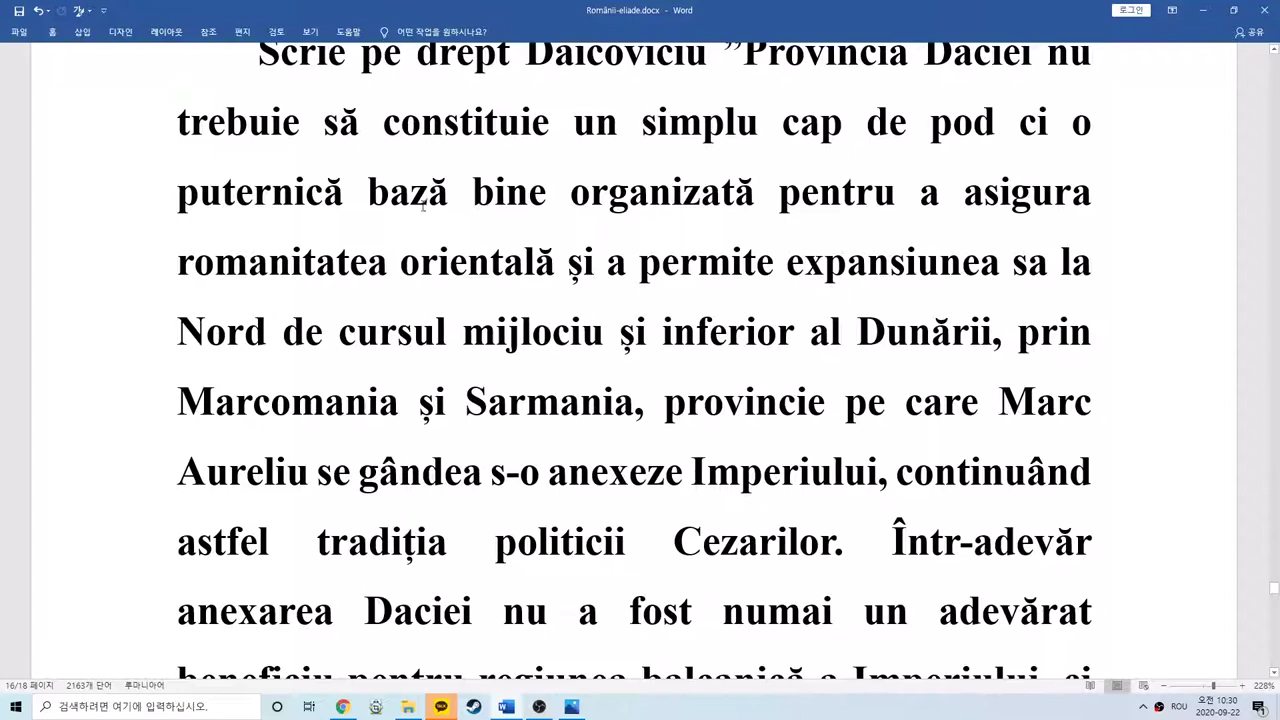 Românii-eliade.docx - Word
로그인
파일 홈 삽입 디자인 레이아웃 참조 편지 검토 보기 도움말 어떤 작업을 원하시나요? 공유
Scrie pe drept Daicoviciu ”Provincia Daciei nu
trebuie să constituie un simplu cap de pod ci o
puternică bază bine organizată pentru a asigura
romanitatea orientală și a permite expansiunea sa la
Nord de cursul mijlociu și inferior al Dunării, prin
Marcomania și Sarmania, provincie pe care Marc
Aureliu se gândea s-o anexeze Imperiului, continuând
astfel tradiția politicii Cezarilor. Într-adevăr
anexarea Daciei nu a fost numai un adevărat
beneficiu pentru regiunea balcanică a Imperiului, ci
16/18 페이지 2163개 단어 루마니아어 228%
검색하려면 여기에 입력하십시오. ROU 오전 10:30
2020-09-22